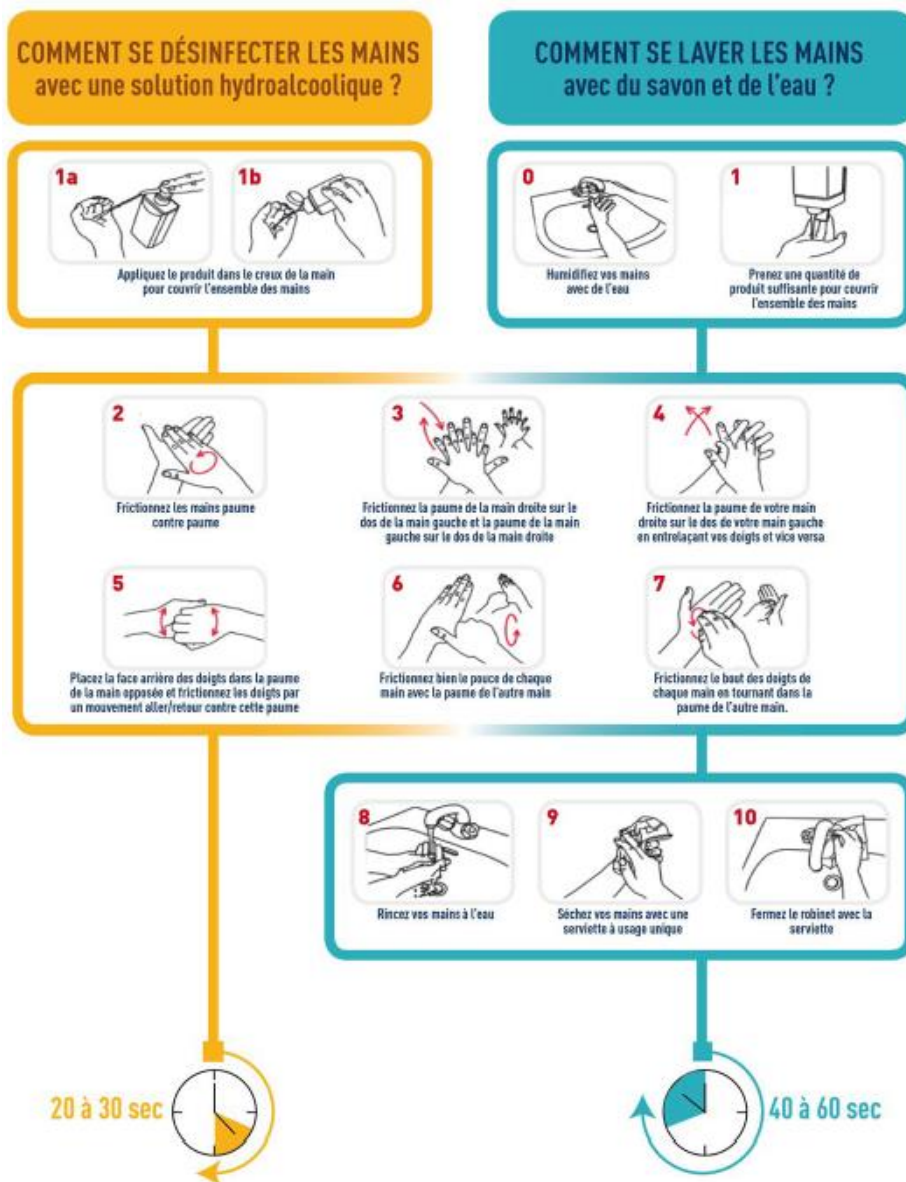 COMMENT SE DÉSINFECTER LES MAINS
avec une solution hydroalcoolique ?
COMMENT SE LAVER LES MAINS
avec du savon et de l'eau ?
1a
1b
Appliquez le produit dans le creux de la main
pour couvrir l'ensemble des mains
0
Humidifiez vos mains
avec de l'eau
1
Prenez une quantité de
produit suffisante pour couvrir
l'ensemble des mains
2
Frictionnez les mains paume
contre paume
3
Frictionnez la paume de la main droite sur le
dos de la main gauche et la paume de la main
gauche sur le dos de la main droite
4
Frictionnez la paume de votre main
droite sur le dos de votre main gauche
en entrelaçant vos doigts et vice versa
5
Placez la face arrière des doigts dans la paume
de la main opposée et frictionnez les doigts par
un mouvement aller/retour contre cette paume
6
Frictionnez bien le pouce de chaque
main avec la paume de l'autre main
7
Frictionnez le bout des doigts de
chaque main en tournant dans la
paume de l'autre main.
8
Rincez vos mains à l'eau
9
Séchez vos mains avec une
serviette à usage unique
10
Fermez le robinet avec la
serviette
20 à 30 sec
40 à 60 sec